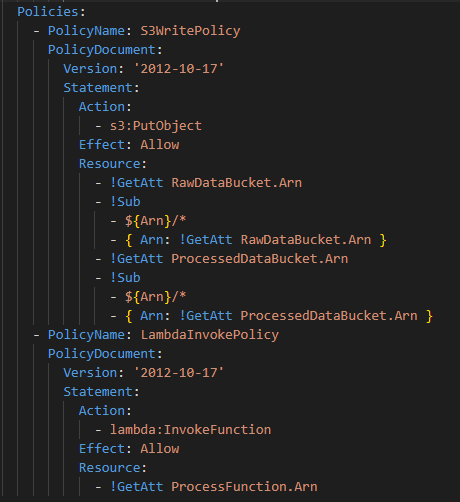 Policies:
- PolicyName: S3WritePolicy
PolicyDocument:
Version: '2012-10-17'
Statement:
Action:
- s3:PutObject
Effect: Allow
Resource:
- !GetAtt RawDataBucket.Arn
- !Sub
- ${Arn}/*
- { Arn: !GetAtt RawDataBucket.Arn }
- !GetAtt ProcessedDataBucket.Arn
- !Sub
- ${Arn}/*
- { Arn: !GetAtt ProcessedDataBucket.Arn }
- PolicyName: LambdaInvokePolicy
PolicyDocument:
Version: '2012-10-17'
Statement:
Action:
- lambda:InvokeFunction
Effect: Allow
Resource:
- !GetAtt ProcessFunction.Arn